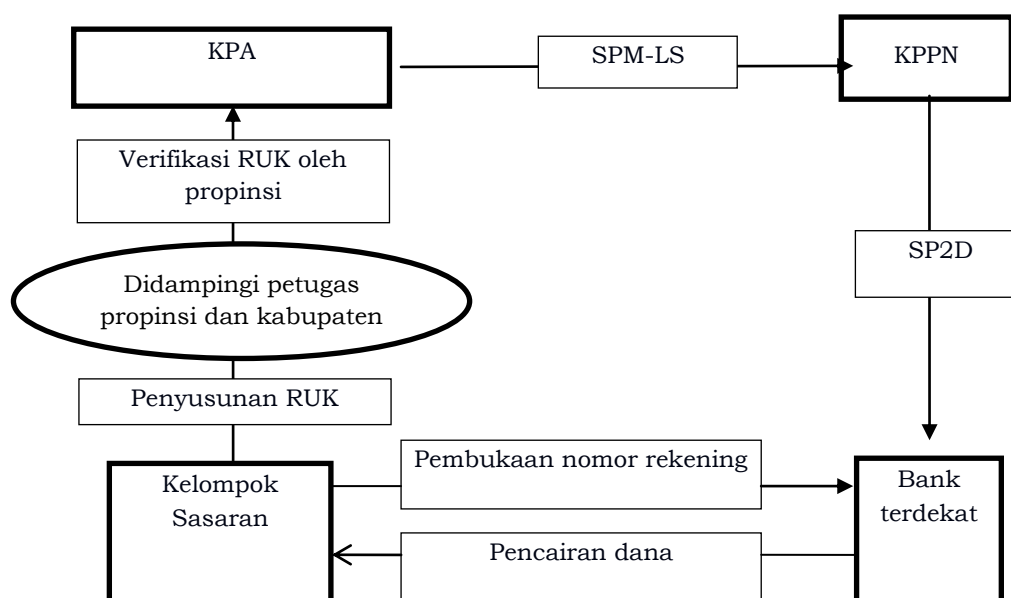 KPA
SPM-LS
KPPN
Verifikasi RUK oleh
propinsi
SP2D
Didampingi petugas
propinsi dan kabupaten
Penyusunan RUK
Pembukaan nomor rekening
Kelompok
Sasaran
Bank
terdekat
Pencairan dana